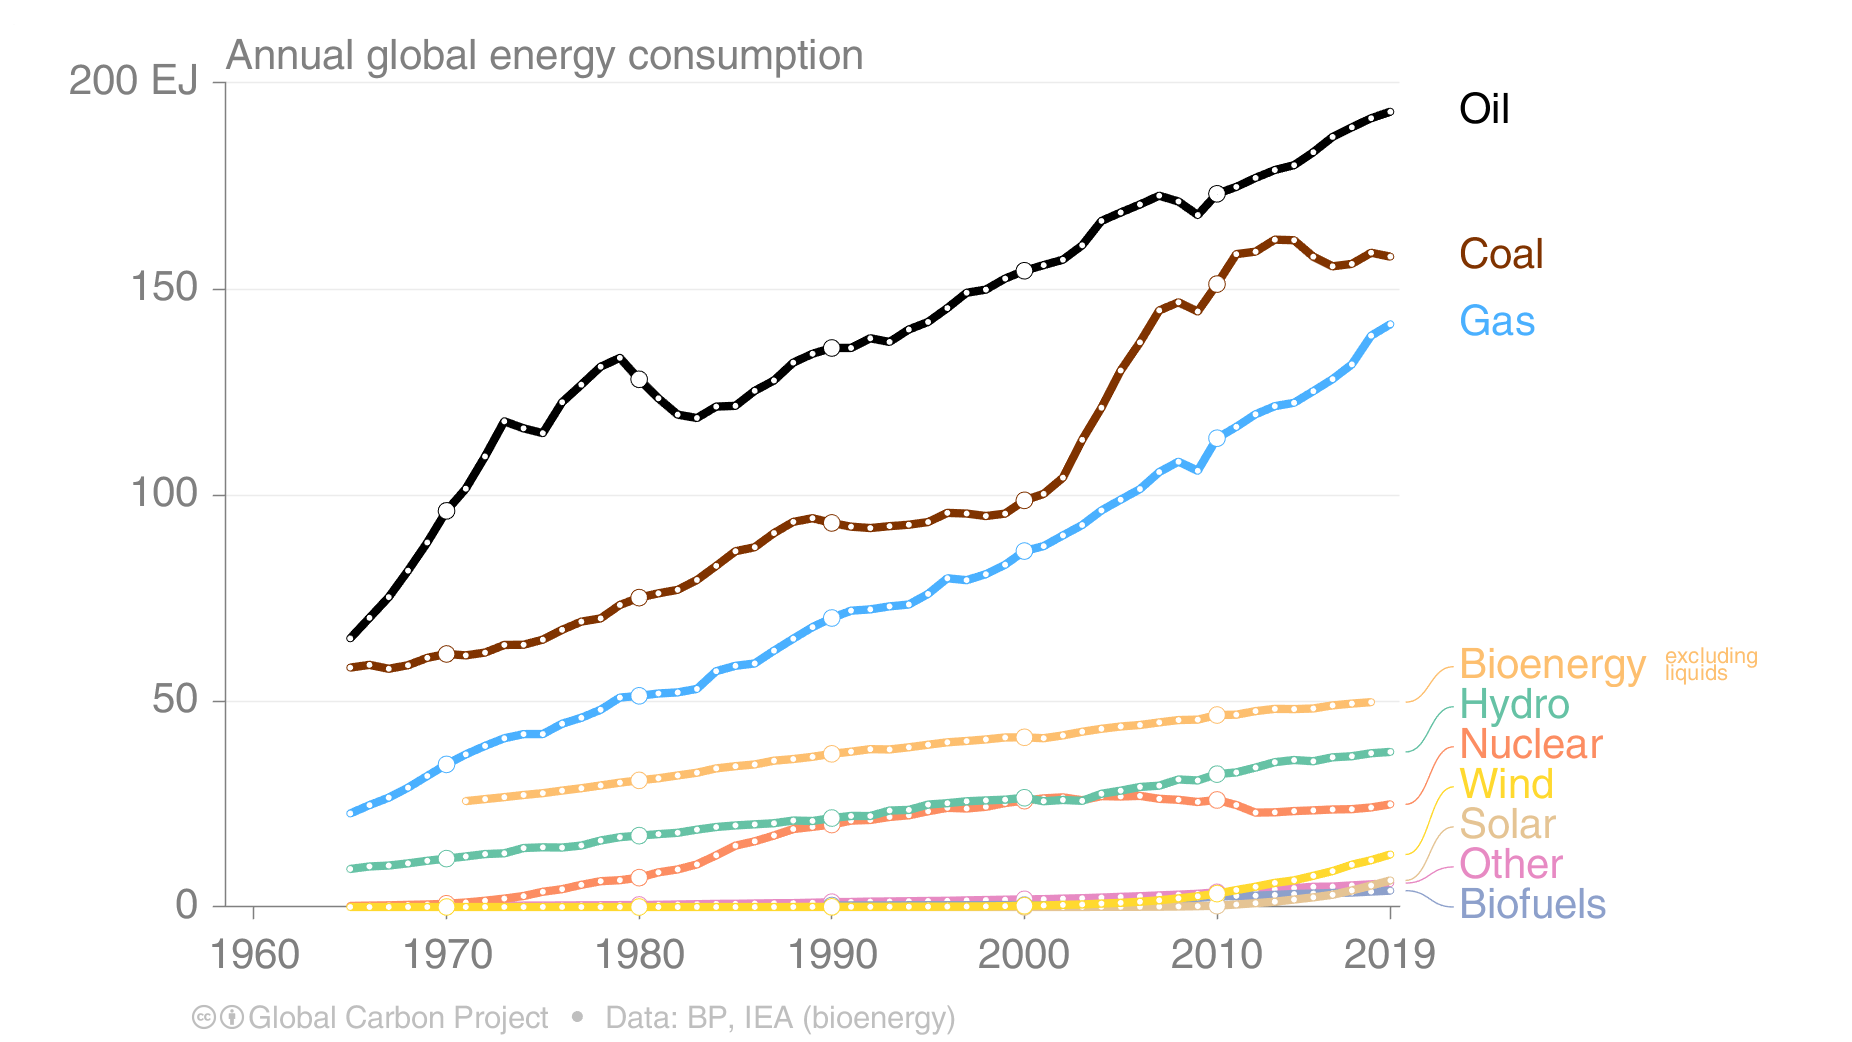 Annual global energy consumption
200 EJ
150
100
50
0
1960 1970 1980 1990 2000 2010 2019
Oil
Coal
Gas
Bioenergy excluding liquids
Hydro
Nuclear
Wind
Solar
Other
Biofuels
cc Global Carbon Project • Data: BP, IEA (bioenergy)